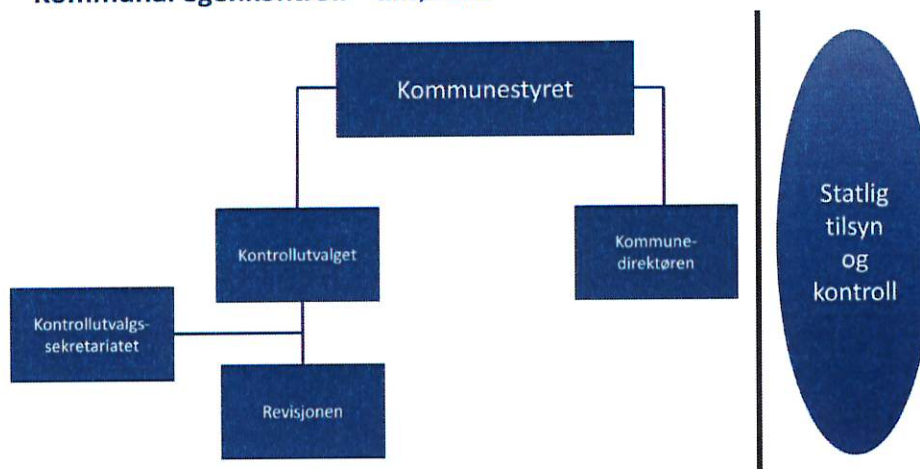 Kommunestyret
Kontrollutvalget
Kommune-
direktøren
Kontrollutvalgs-
sekretariatet
Revisjonen
Statlig
tilsyn
og
kontroll